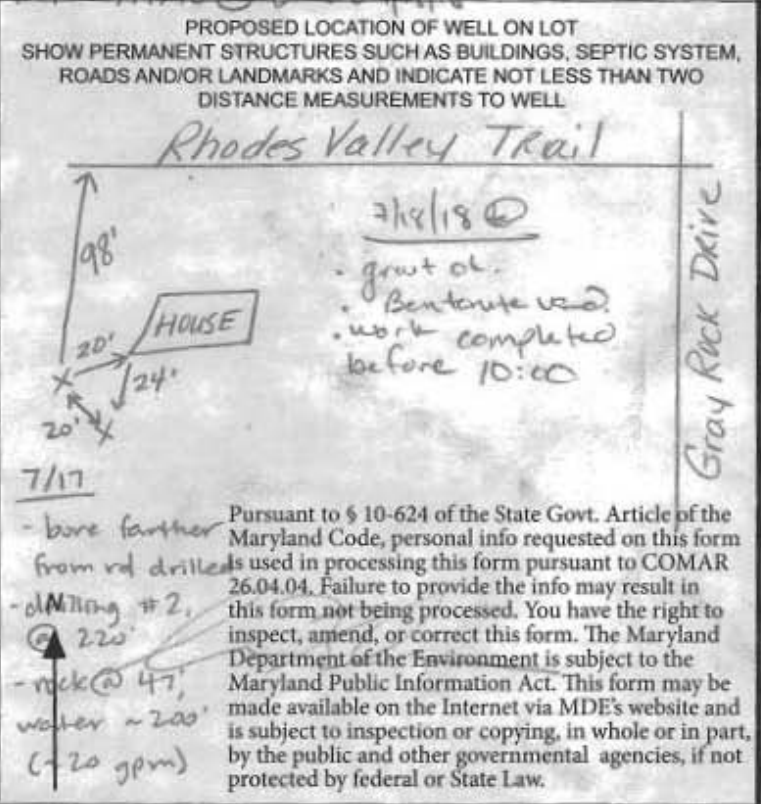 PROPOSED LOCATION OF WELL ON LOT
SHOW PERMANENT STRUCTURES SUCH AS BUILDINGS, SEPTIC SYSTEM,
ROADS AND/OR LANDMARKS AND INDICATE NOT LESS THAN TWO
DISTANCE MEASUREMENTS TO WELL
Rhodes Valley Trail
Gray Rock Drive
98'
HOUSE
20'
24'
20'
X
X
7/18/18
· grout ok.
· Bentonite used.
· work completed
before 10:00
7/17
- bore farther
from rd drilled
- drilling #2,
@ 220'
- rock @ 47',
water ~200'
(~20 gpm)
Pursuant to § 10-624 of the State Govt. Article of the
Maryland Code, personal info requested on this form
is used in processing this form pursuant to COMAR
26.04.04. Failure to provide the info may result in
this form not being processed. You have the right to
inspect, amend, or correct this form. The Maryland
Department of the Environment is subject to the
Maryland Public Information Act. This form may be
made available on the Internet via MDE's website and
is subject to inspection or copying, in whole or in part,
by the public and other governmental agencies, if not
protected by federal or State Law.